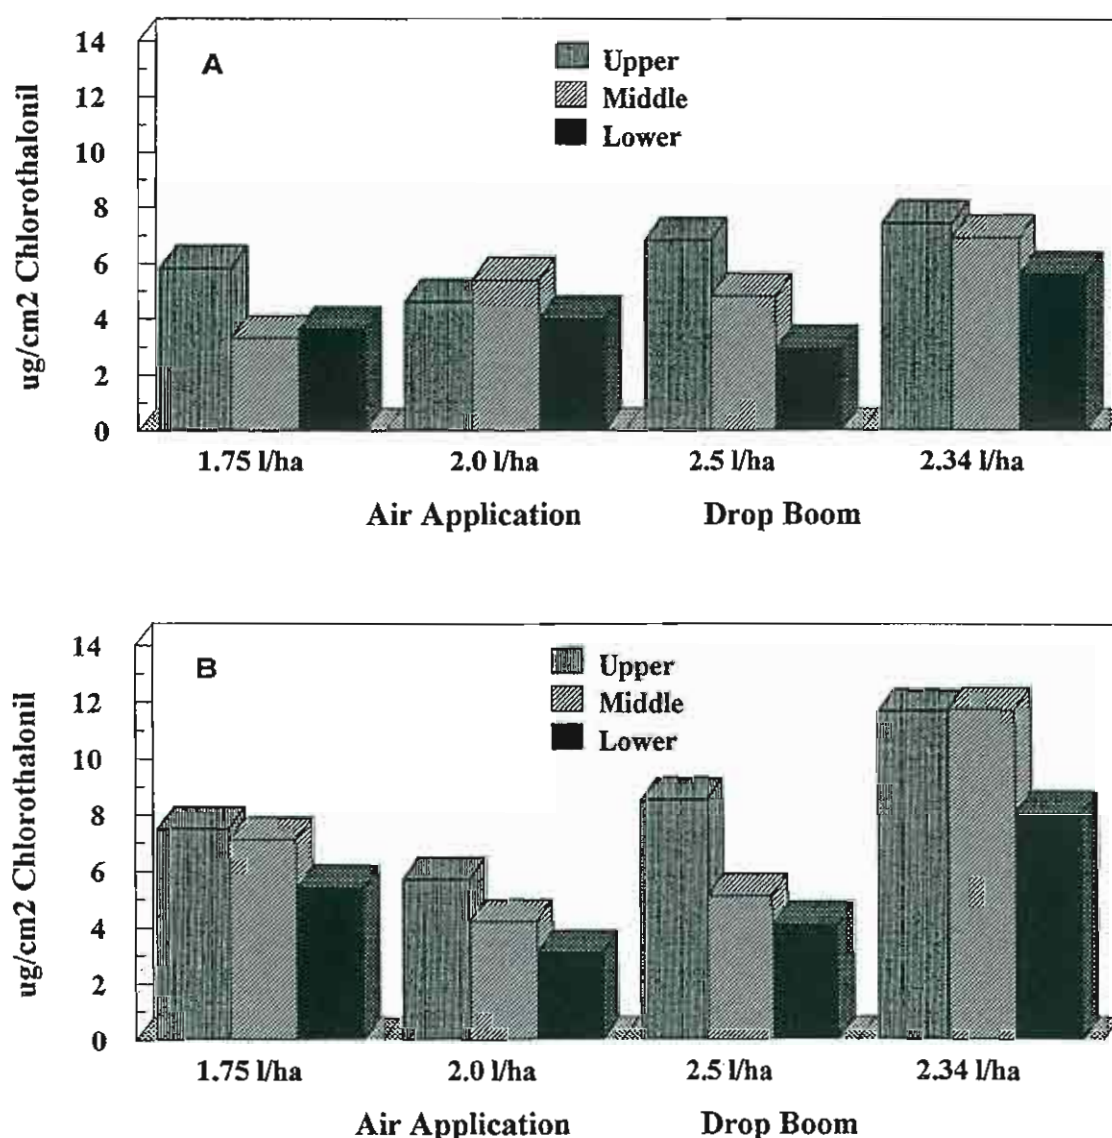 14
A
Upper
12
Middle
10
Lower
8
6
4
2
0
ug/cm2 Chlorothalonil
1.75 l/ha 2.0 l/ha 2.5 l/ha 2.34 l/ha
Air Application Drop Boom
14
B
Upper
12
Middle
10
Lower
8
6
4
2
0
ug/cm2 Chlorothalonil
1.75 l/ha 2.0 l/ha 2.5 l/ha 2.34 l/ha
Air Application Drop Boom